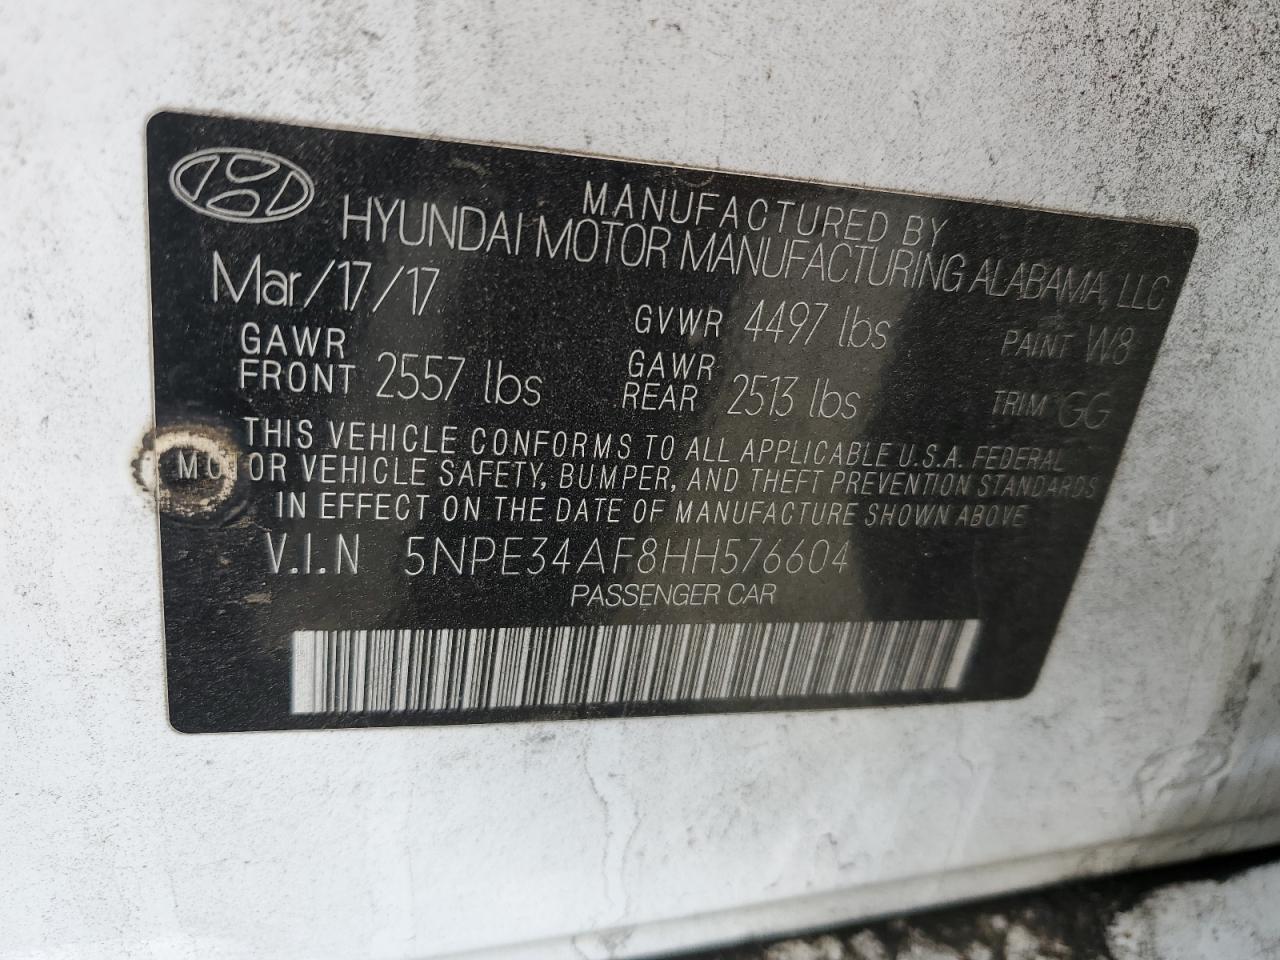 MANUFACTURED BY
HYUNDAI MOTOR MANUFACTURING ALABAMA, LLC
Mar/17/17
GVWR 4497 lbs PAINT W8
GAWR FRONT 2557 lbs GAWR REAR 2513 lbs TRIM GG
THIS VEHICLE CONFORMS TO ALL APPLICABLE U.S.A. FEDERAL
MOTOR VEHICLE SAFETY, BUMPER, AND THEFT PREVENTION STANDARDS
IN EFFECT ON THE DATE OF MANUFACTURE SHOWN ABOVE
V.I.N 5NPE34AF8HH576604
PASSENGER CAR